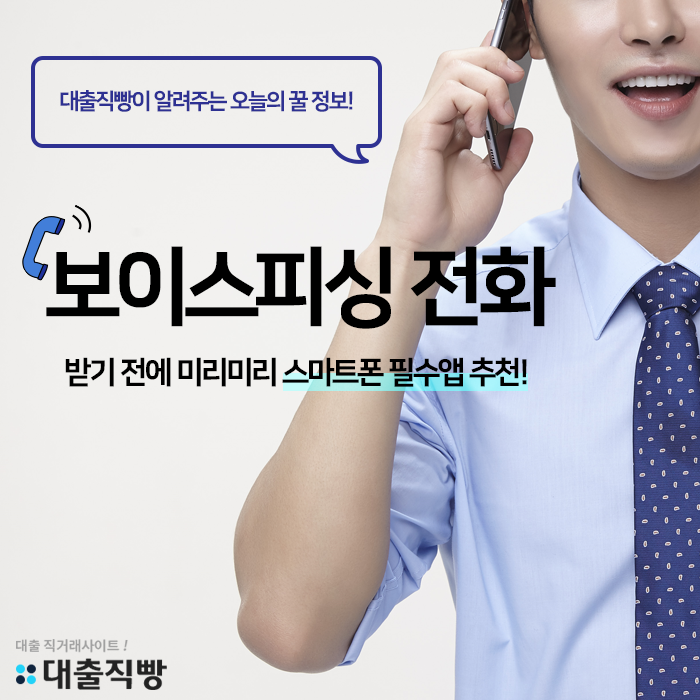 대출직빵이 알려주는 오늘의 꿀 정보!
보이스피싱 전화
받기 전에 미리미리 스마트폰 필수앱 추천!
대출 직거래사이트 !
대출직빵